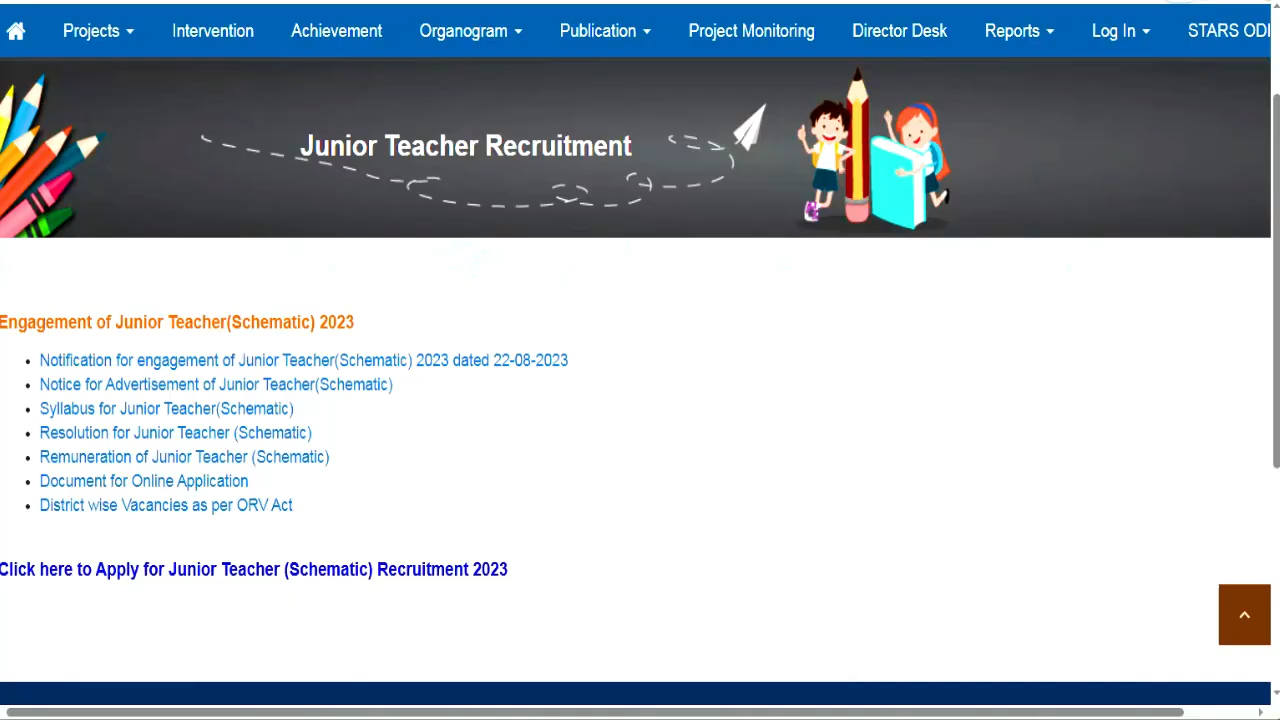 Projects Intervention Achievement Organogram Publication Project Monitoring Director Desk Reports Log In STARS ODI
Junior Teacher Recruitment
Engagement of Junior Teacher(Schematic) 2023
Notification for engagement of Junior Teacher(Schematic) 2023 dated 22-08-2023
Notice for Advertisement of Junior Teacher(Schematic)
Syllabus for Junior Teacher(Schematic)
Resolution for Junior Teacher (Schematic)
Remuneration of Junior Teacher (Schematic)
Document for Online Application
District wise Vacancies as per ORV Act
Click here to Apply for Junior Teacher (Schematic) Recruitment 2023